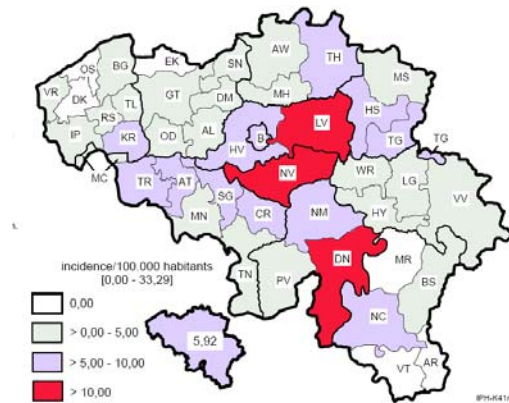 TH
EK
SN
AW
BG
OS
MS
VR
DK
TL
GT
DM
MH
HS
RS
LV
IP
KR
OD
AL
HV
B
TG
TG
MC
NV
WR
LG
TR
AT
SG
VV
MN
CR
NM
HY
DN
MR
TN
PV
BS
NC
VT
AR
incidence/100.000 habitants
[0,00 - 33,29]
0,00
> 0,00 - 5,00
> 5,00 - 10,00
> 10,00
5,92